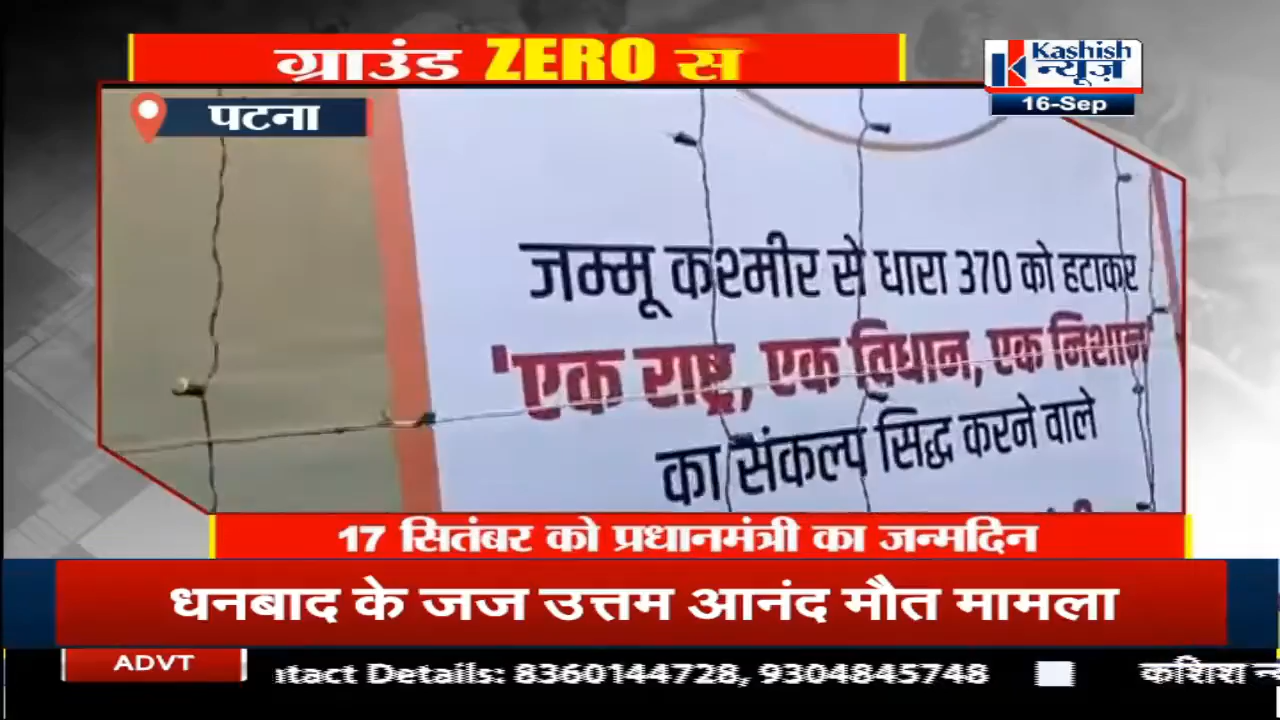 ग्राउंड ZERO से
Kashish
न्यूज़
16-Sep
पटना
जम्मू कश्मीर से धारा 370 को हटाकर
'एक राष्ट्र, एक विधान, एक निशान'
का संकल्प सिद्ध करने वाले
17 सितंबर को प्रधानमंत्री का जन्मदिन
धनबाद के जज उत्तम आनंद मौत मामला
ADVT
ntact Details: 8360144728, 9304845748
कशिश